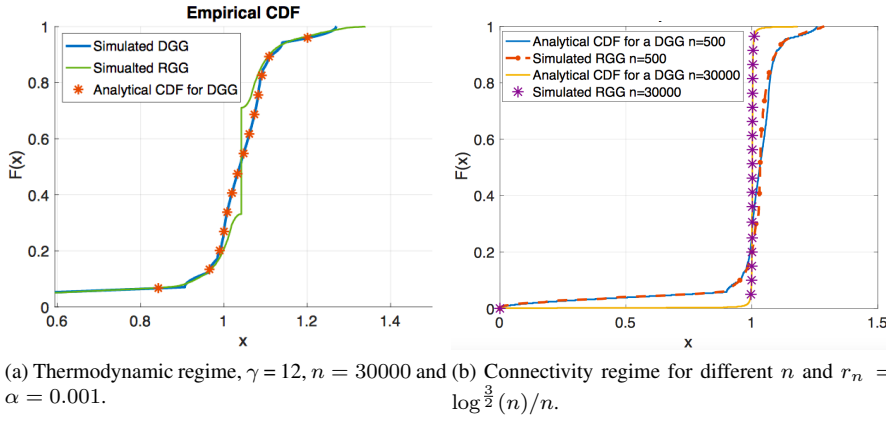 Empirical CDF
Simulated DGG
Simualted RGG
Analytical CDF for DGG
1
0.8
0.6
0.4
0.2
0
F(x)
0.6
0.8
1
1.2
1.4
x
Analytical CDF for a DGG n=500
Simulated RGG n=500
Analytical CDF for a DGG n=30000
Simulated RGG n=30000
1
0.8
0.6
0.4
0.2
0
F(x)
0
0.5
1
1.5
x
(a) Thermodynamic regime, γ = 12, n = 30000 and
α = 0.001.
(b) Connectivity regime for different n and r_n =
log^{3/2}(n)/n.